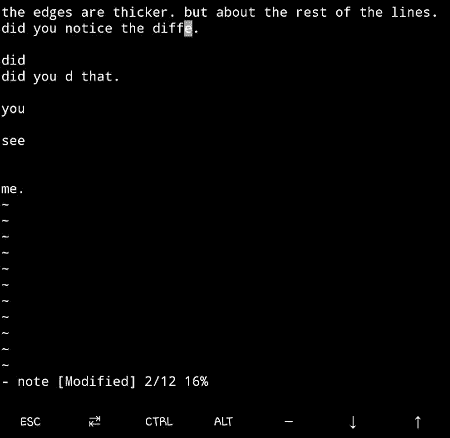 the edges are thicker. but about the rest of the lines.
did you notice the diffe.
did
did you d that.
you
see
me.
~
~
~
~
~
~
~
~
~
~
~
- note [Modified] 2/12 16%
ESC ⇄ CTRL ALT — ↓ ↑